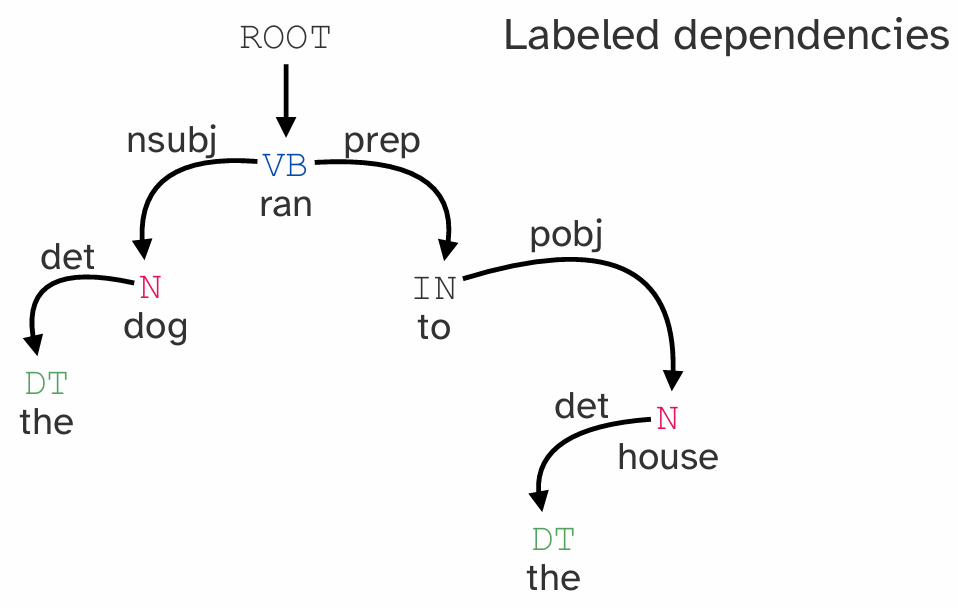 ROOT
Labeled dependencies
nsubj
prep
VB
ran
pobj
det
N
dog
IN
to
DT
the
det
N
house
DT
the